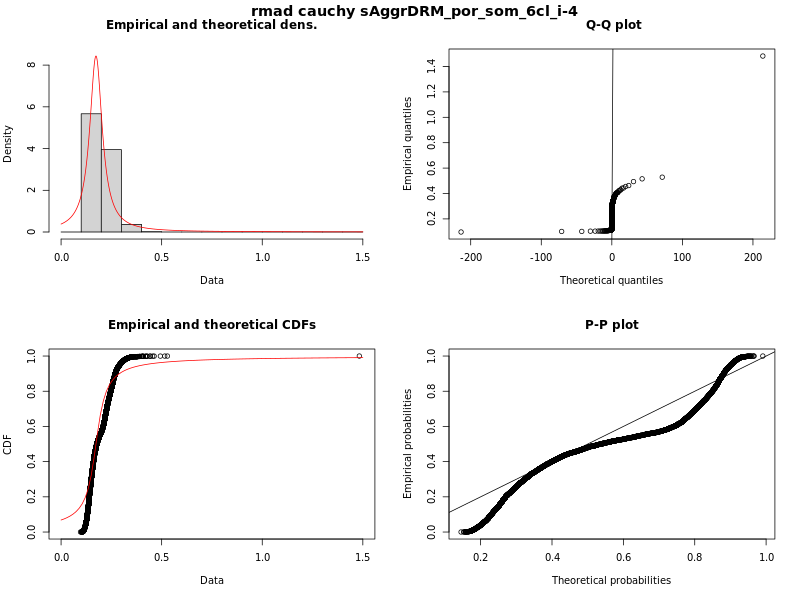 rmad cauchy sAggrDRM_por_som_6cl_i-4
Empirical and theoretical dens.
Density
0 2 4 6 8
0.0 0.5 1.0 1.5
Data
Q-Q plot
Empirical quantiles
0.2 0.4 0.6 0.8 1.0 1.2 1.4
-200 -100 0 100 200
Theoretical quantiles
Empirical and theoretical CDFs
CDF
0.0 0.2 0.4 0.6 0.8 1.0
0.0 0.5 1.0 1.5
Data
P-P plot
Empirical probabilities
0.0 0.2 0.4 0.6 0.8 1.0
0.2 0.4 0.6 0.8 1.0
Theoretical probabilities